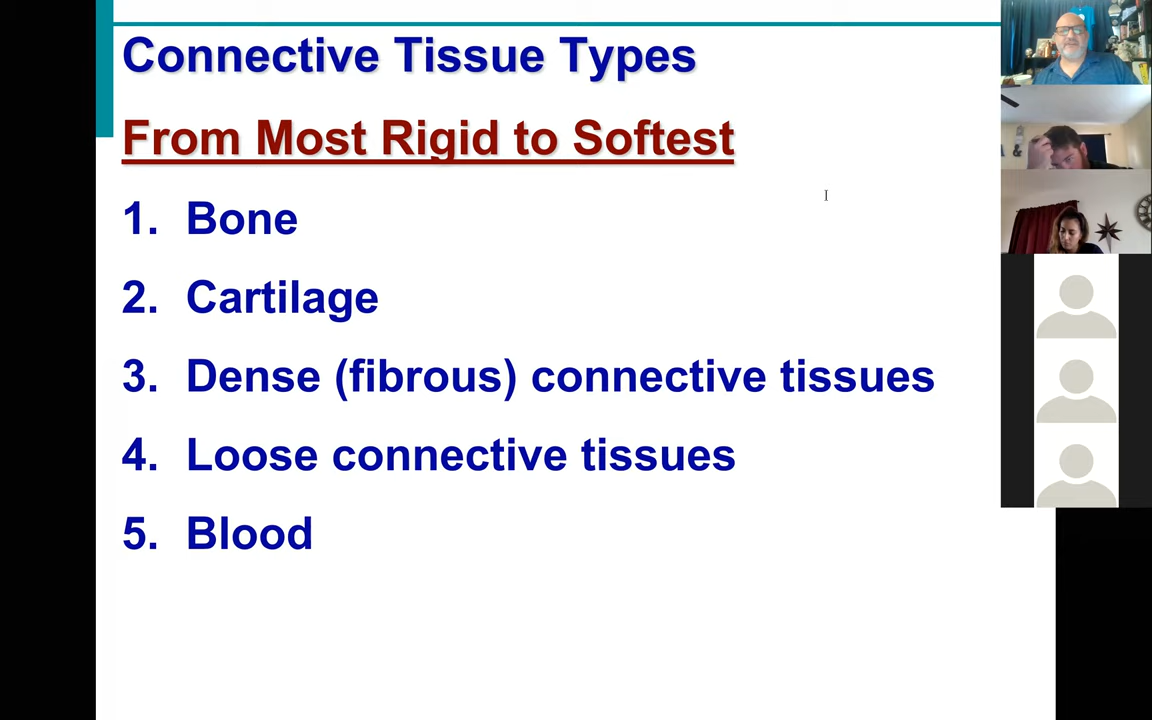 Connective Tissue Types
From Most Rigid to Softest
1. Bone
2. Cartilage
3. Dense (fibrous) connective tissues
4. Loose connective tissues
5. Blood